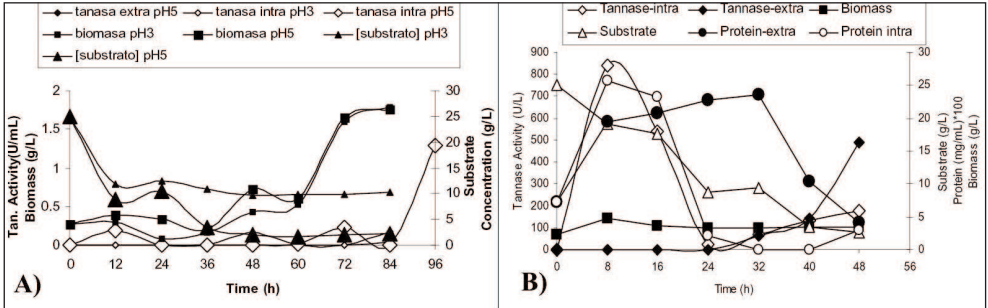 tanasa extra pH5 tanasa intra pH3 tanasa intra pH5
biomasa pH3 biomasa pH5 [substrato] pH3
[substrato] pH5
Tan. Activity(U/mL)
Biomass (g/L)
2
1.5
1
0.5
0
30
25
20
15
10
5
0
Substrate
Concentration (g/L)
0 12 24 36 48 60 72 84 96
Time (h)
A)
Tannase-intra Tannase-extra Biomass
Substrate Protein-extra Protein intra
Tannase Activity (U/L)
900
800
700
600
500
400
300
200
100
0
30
25
20
15
10
5
0
Substrate (g/L)
Protein (mg/mL)*100
Biomass (g/L)
0 8 16 24 32 40 48 56
Time (h)
B)